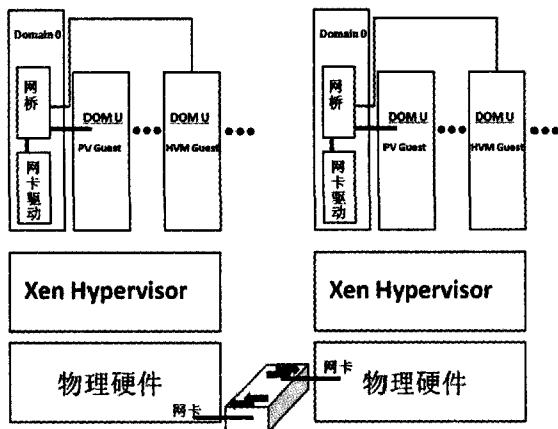 Domain 0
网桥
网卡驱动
DOM U
PV Guest
●●●
DOM U
HVM Guest
●●●
Xen Hypervisor
物理硬件
网卡
Domain 0
网桥
网卡驱动
DOM U
PV Guest
●●●
DOM U
HVM Guest
●●●
Xen Hypervisor
网卡
物理硬件